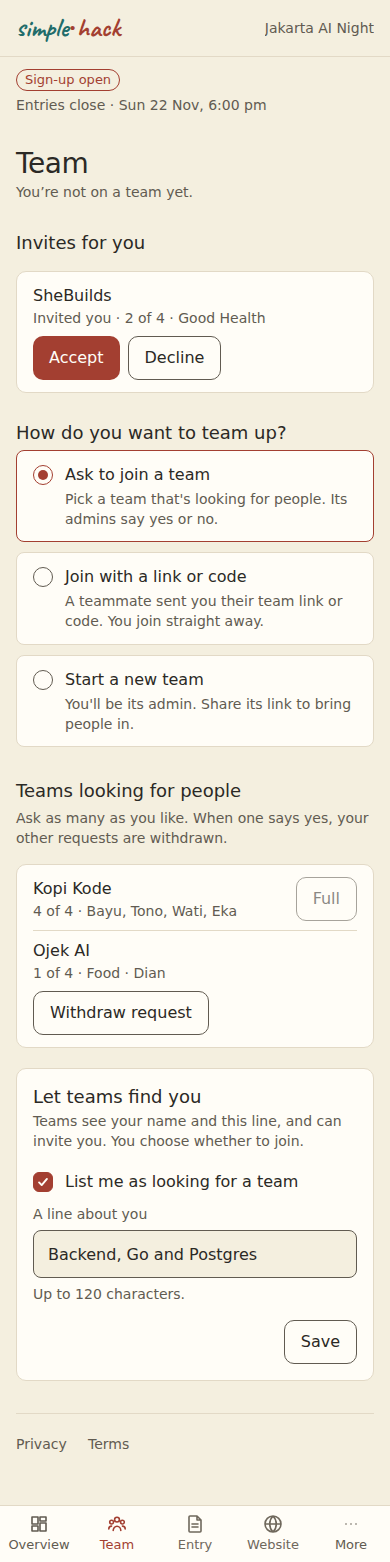 simple·hack
Jakarta AI Night
Sign-up open
Entries close · Sun 22 Nov, 6:00 pm
Team
You’re not on a team yet.
Invites for you
SheBuilds
Invited you · 2 of 4 · Good Health
Accept
Decline
How do you want to team up?
Ask to join a team
Pick a team that's looking for people. Its
admins say yes or no.
Join with a link or code
A teammate sent you their team link or
code. You join straight away.
Start a new team
You'll be its admin. Share its link to bring
people in.
Teams looking for people
Ask as many as you like. When one says yes, your
other requests are withdrawn.
Kopi Kode
4 of 4 · Bayu, Tono, Wati, Eka
Full
Ojek AI
1 of 4 · Food · Dian
Withdraw request
Let teams find you
Teams see your name and this line, and can
invite you. You choose whether to join.
List me as looking for a team
A line about you
Backend, Go and Postgres
Up to 120 characters.
Save
Privacy
Terms
Overview
Team
Entry
Website
More